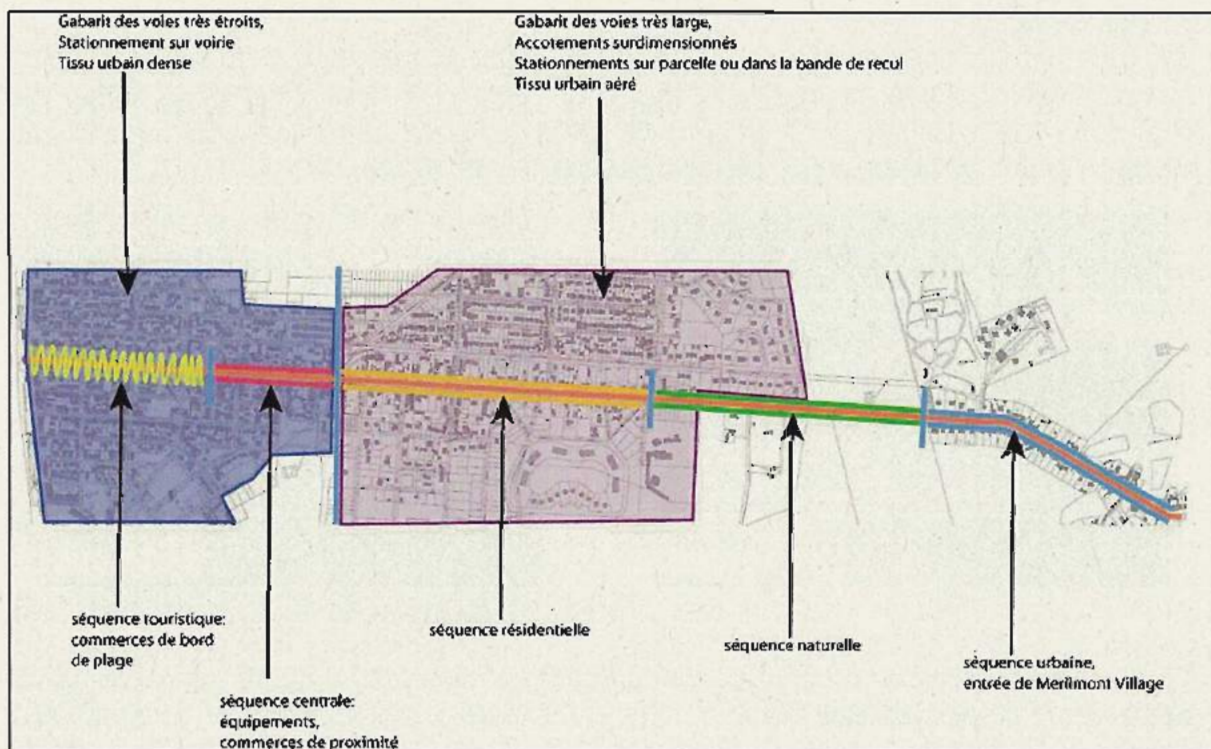 Gabarit des voies très étroits,
Stationnement sur voirie
Tissu urbain dense
Gabarit des voies très large,
Accotements surdimensionnés
Stationnements sur parcelle ou dans la bande de recul
Tissu urbain aéré
séquence touristique:
commerces de bord
de plage
séquence centrale:
équipements,
commerces de proximité
séquence résidentielle
séquence naturelle
séquence urbaine,
entrée de Merlimont Village